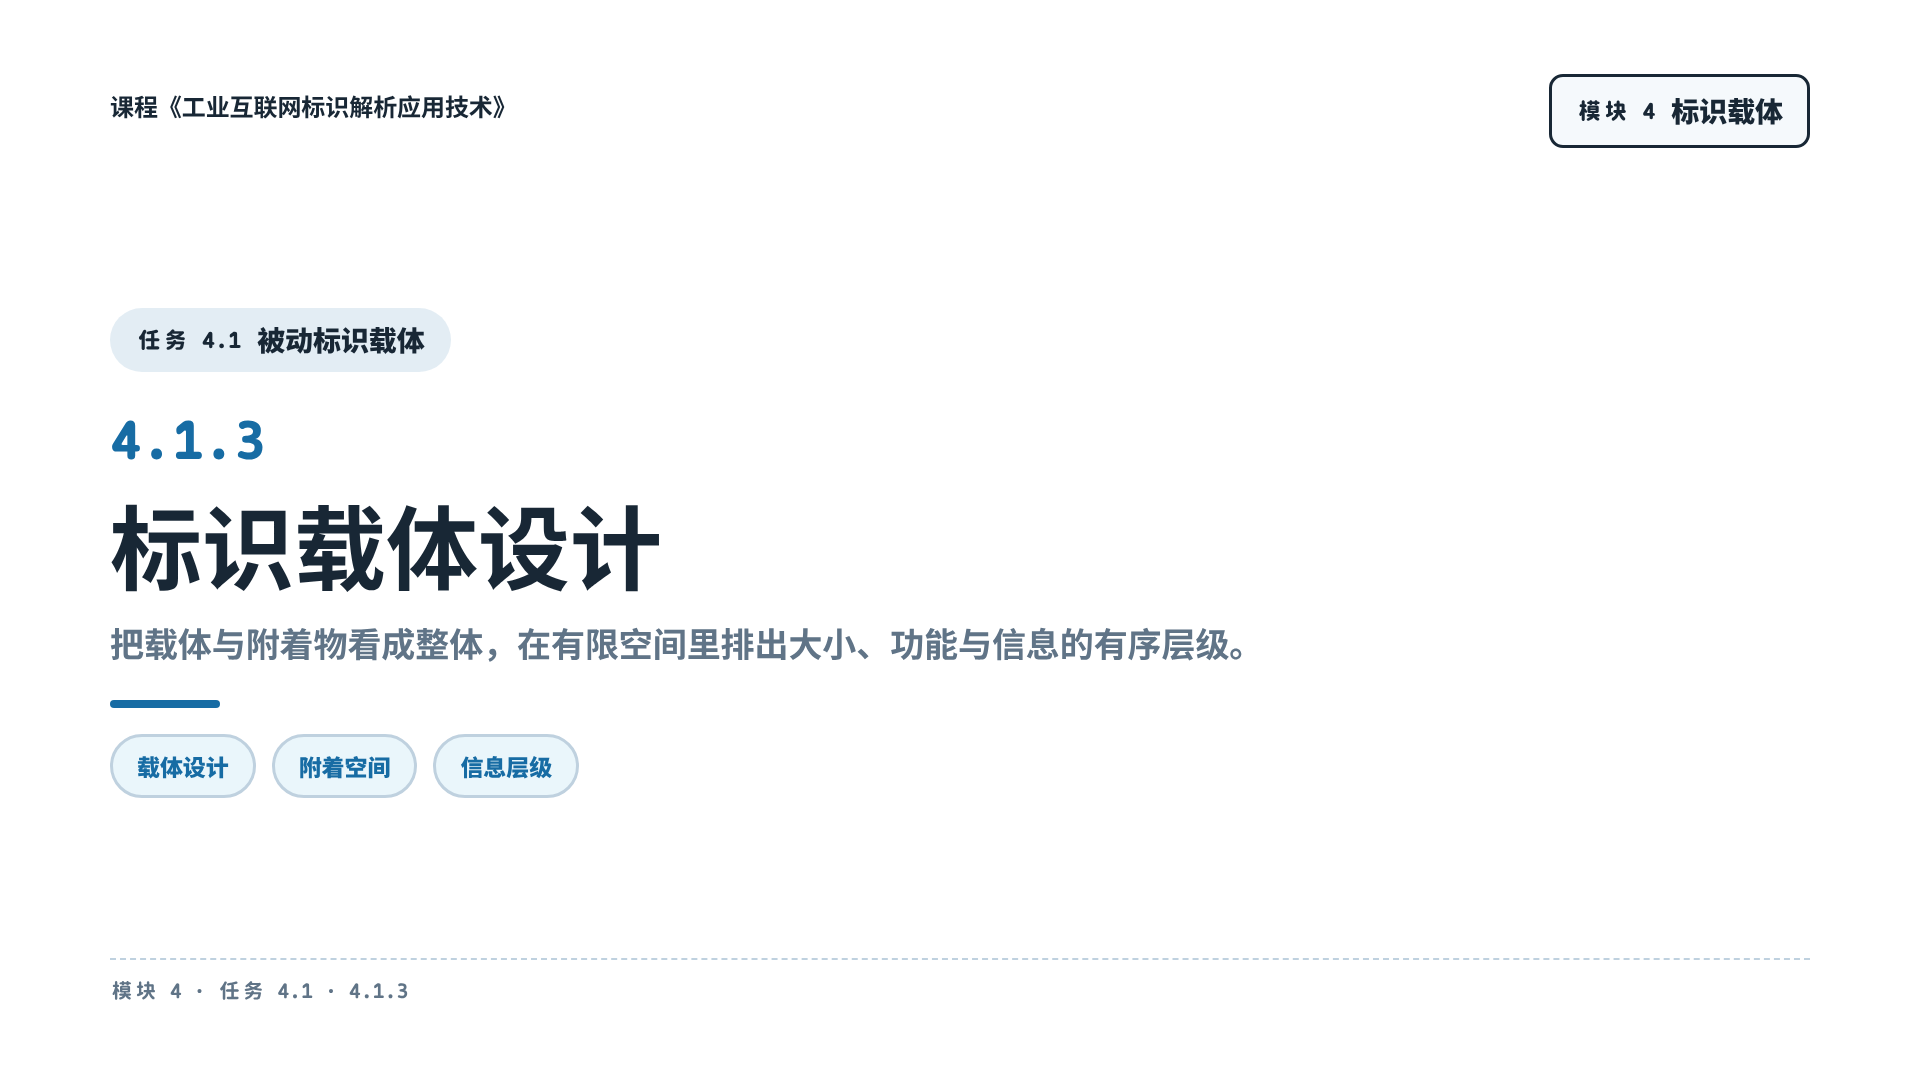 课程《工业互联网标识解析应用技术》
模块 4 标识载体
任务 4.1 被动标识载体
4.1.3
标识载体设计
把载体与附着物看成整体，在有限空间里排出大小、功能与信息的有序层级。
载体设计
附着空间
信息层级
模块 4 · 任务 4.1 · 4.1.3